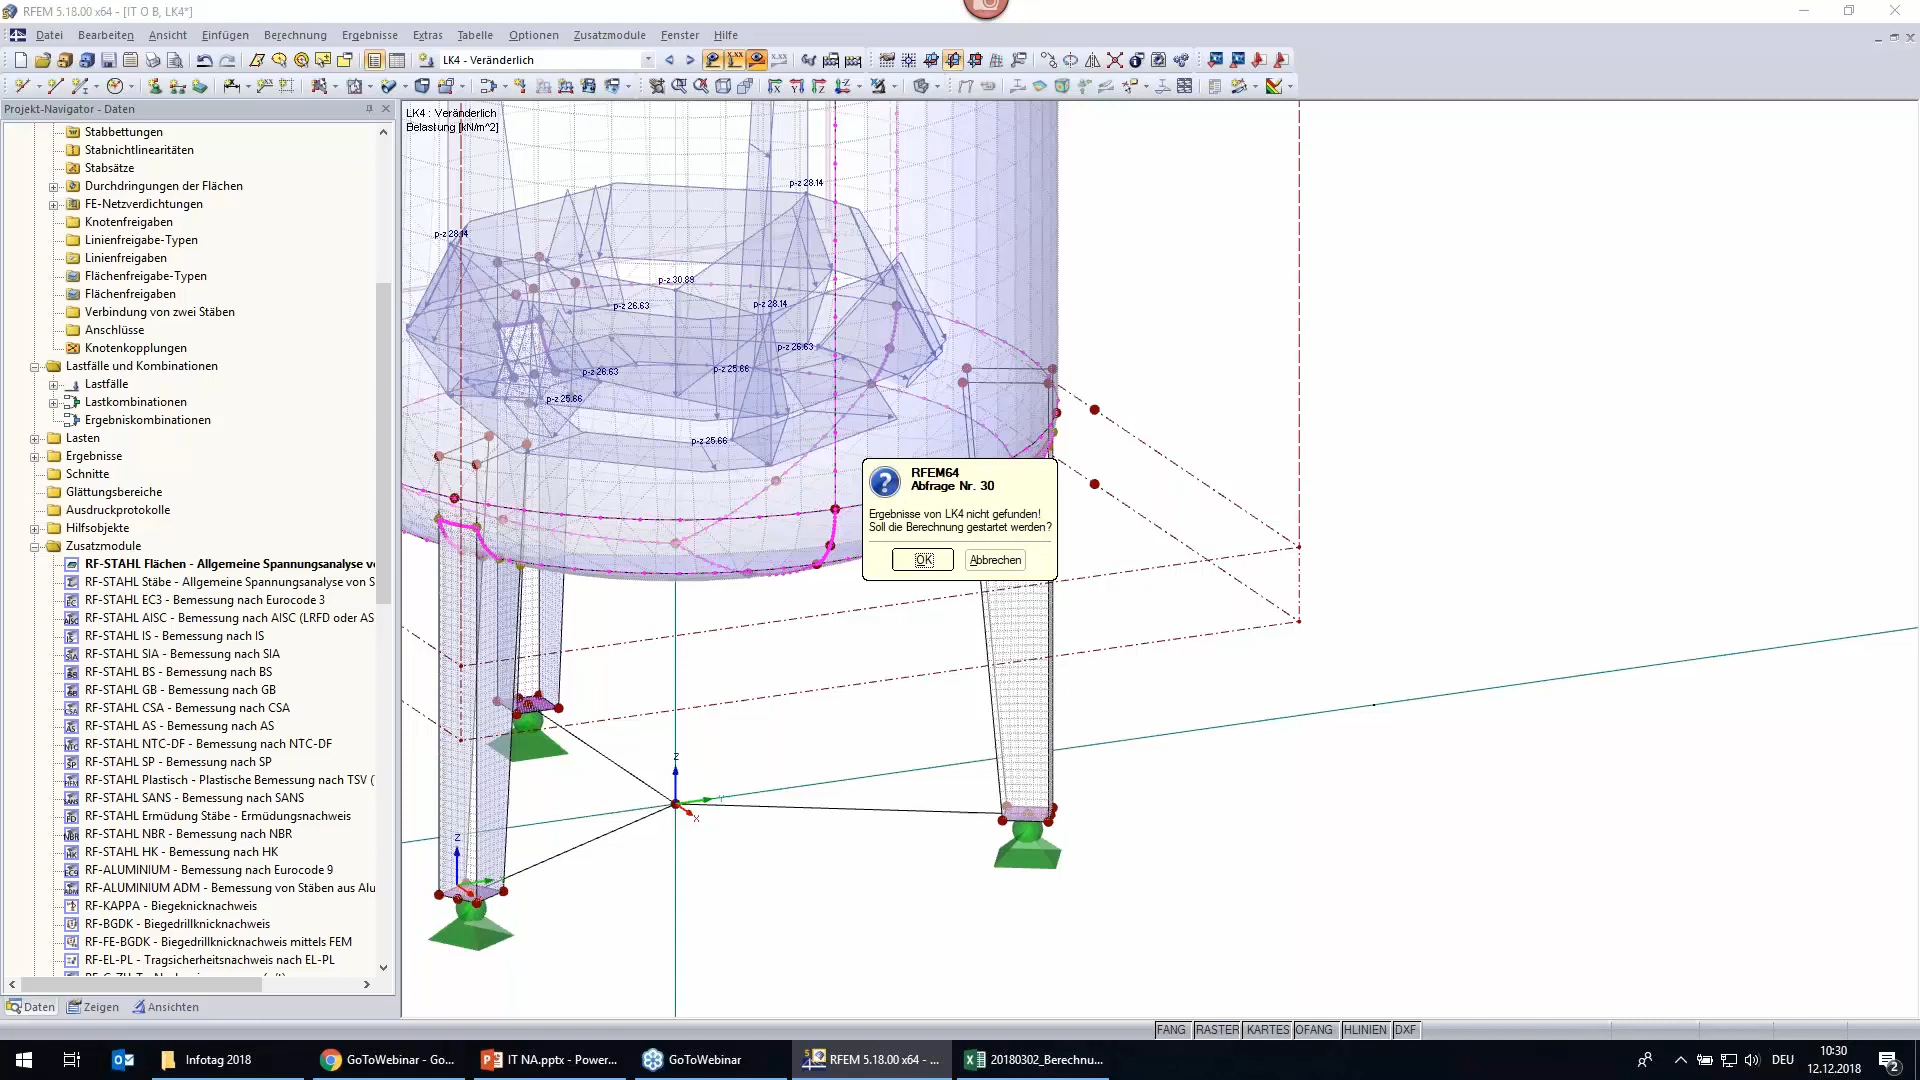 RFEM 5.18.00 x64 - [IT O B, LK4*]
Datei Bearbeiten Ansicht Einfügen Berechnung Ergebnisse Extras Tabelle Optionen Zusatzmodule Fenster Hilfe
LK4 - Veränderlich
Projekt-Navigator - Daten
Stabbettungen
Stabnichtlinearitäten
Stabsätze
Durchdringungen der Flächen
FE-Netzverdichtungen
Knotenfreigaben
Linienfreigabe-Typen
Linienfreigaben
Flächenfreigabe-Typen
Flächenfreigaben
Verbindung von zwei Stäben
Anschlüsse
Knotenkopplungen
Lastfälle und Kombinationen
Lastfälle
Lastkombinationen
Ergebniskombinationen
Lasten
Ergebnisse
Schnitte
Glättungsbereiche
Ausdruckprotokolle
Hilfsobjekte
Zusatzmodule
RF-STAHL Flächen - Allgemeine Spannungsanalyse v
RF-STAHL Stäbe - Allgemeine Spannungsanalyse von S
RF-STAHL EC3 - Bemessung nach Eurocode 3
RF-STAHL AISC - Bemessung nach AISC (LRFD oder AS
RF-STAHL IS - Bemessung nach IS
RF-STAHL SIA - Bemessung nach SIA
RF-STAHL BS - Bemessung nach BS
RF-STAHL GB - Bemessung nach GB
RF-STAHL CSA - Bemessung nach CSA
RF-STAHL AS - Bemessung nach AS
RF-STAHL NTC-DF - Bemessung nach NTC-DF
RF-STAHL SP - Bemessung nach SP
RF-STAHL Plastisch - Plastische Bemessung nach TSV (
RF-STAHL SANS - Bemessung nach SANS
RF-STAHL Ermüdung Stäbe - Ermüdungsnachweis
RF-STAHL NBR - Bemessung nach NBR
RF-STAHL HK - Bemessung nach HK
RF-ALUMINIUM - Bemessung nach Eurocode 9
RF-ALUMINIUM ADM - Bemessung von Stäben aus Alu
RF-KAPPA - Biegeknicknachweis
RF-BGDK - Biegedrillknicknachweis
RF-FE-BGDK - Biegedrillknicknachweis mittels FEM
RF-EL-PL - Tragsicherheitsnachweis nach EL-PL
Daten Zeigen Ansichten
LK4 : Veränderlich
Belastung [kN/m^2]
p-z 28.14
p-z 28.14
p-z 30.89
p-z 26.63
p-z 28.14
p-z 26.63
p-z 26.63
p-z 25.66
p-z 25.66
p-z 25.66
RFEM64
Abfrage Nr. 30
Ergebnisse von LK4 nicht gefunden!
Soll die Berechnung gestartet werden?
OK Abbrechen
Z
Y
X
Z
FANG RASTER KARTES OFANG HLINIEN DXF
Infotag 2018
GoToWebinar - Go...
IT NA.pptx - Power...
GoToWebinar
RFEM 5.18.00 x64 - ...
20180302_Berechnu...
DEU
10:30
12.12.2018
2